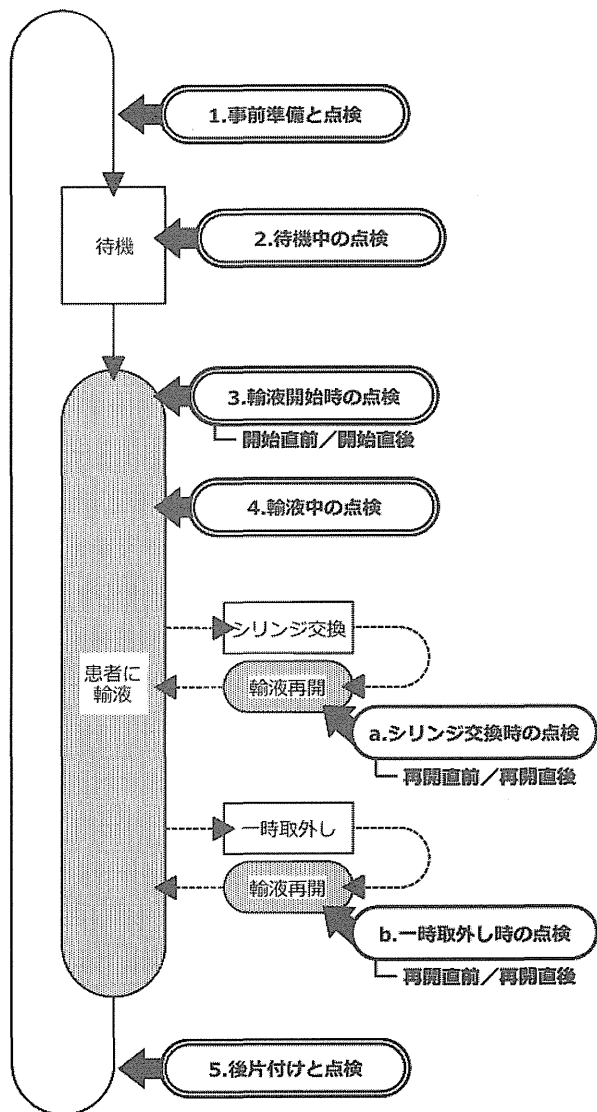 1.事前準備と点検
待機
2.待機中の点検
3.輸液開始時の点検
開始直前/開始直後
4.輸液中の点検
シリンジ交換
患者に
輸液
輸液再開
a.シリンジ交換時の点検
再開直前/再開直後
一時取外し
輸液再開
b.一時取外し時の点検
再開直前/再開直後
5.後片付けと点検